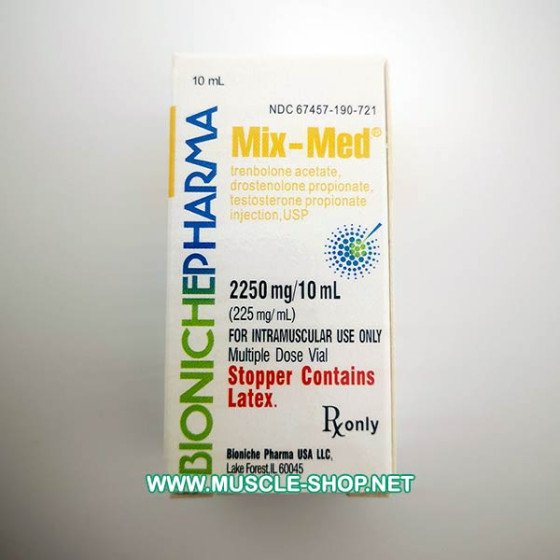 10 mL
NDC 67457-190-721
BIONICHEPHARMA
Mix-Med®
trenbolone acetate,
drostenolone propionate,
testosterone propionate
injection, USP
2250 mg/10 mL
(225 mg/mL)
FOR INTRAMUSCULAR USE ONLY
Multiple Dose Vial
Stopper Contains
Latex.
Rx only
Bioniche Pharma USA LLC.
Lake Forest, IL 60045
WWW.MUSCLE-SHOP.NET